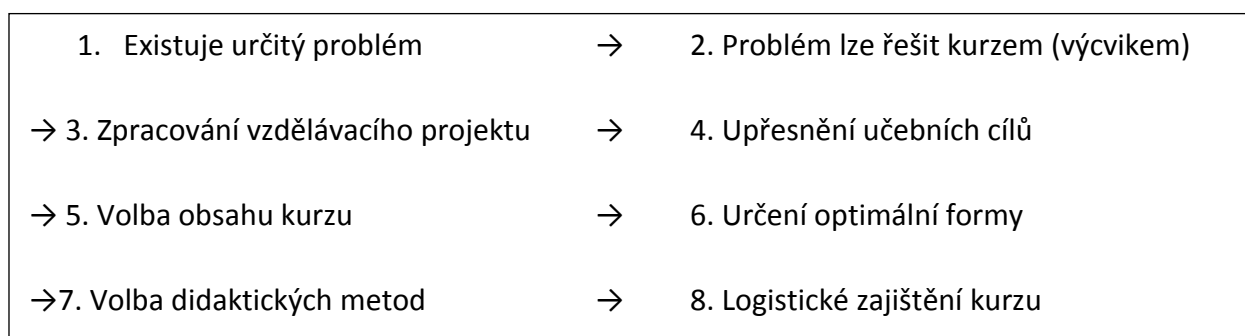 1. Existuje určitý problém → 2. Problém lze řešit kurzem (výcvikem)
→ 3. Zpracování vzdělávacího projektu → 4. Upřesnění učebních cílů
→ 5. Volba obsahu kurzu → 6. Určení optimální formy
→7. Volba didaktických metod → 8. Logistické zajištění kurzu